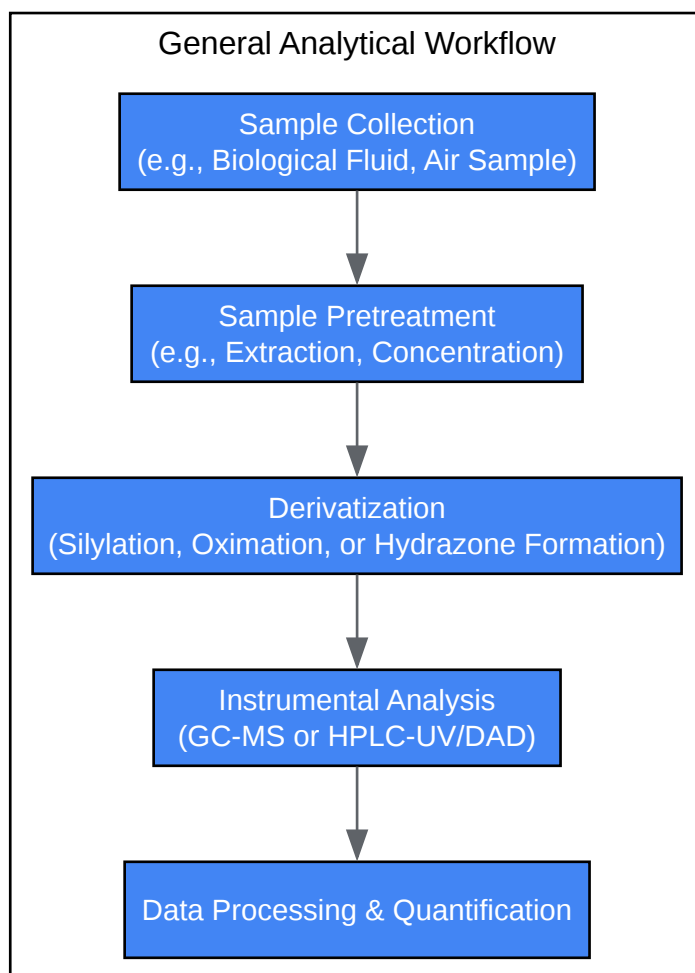 General Analytical Workflow
Sample Collection
(e.g., Biological Fluid, Air Sample)
Sample Pretreatment
(e.g., Extraction, Concentration)
Derivatization
(Silylation, Oximation, or Hydrazone Formation)
Instrumental Analysis
(GC-MS or HPLC-UV/DAD)
Data Processing & Quantification